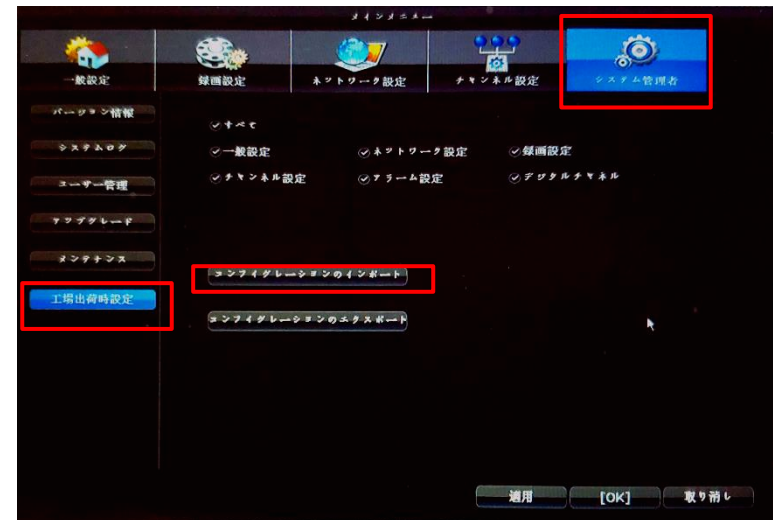 メインメニュー
一般設定 録画設定 ネットワーク設定 チャンネル設定 システム管理者
バージョン情報
システムログ
ユーザー管理
アップグレード
メンテナンス
工場出荷時設定
すべて
一般設定 ネットワーク設定 録画設定
チャンネル設定 アラーム設定 デジタルチャネル
コンフィグレーションのインポート
コンフィグレーションのエクスポート
適用 [OK] 取り消し